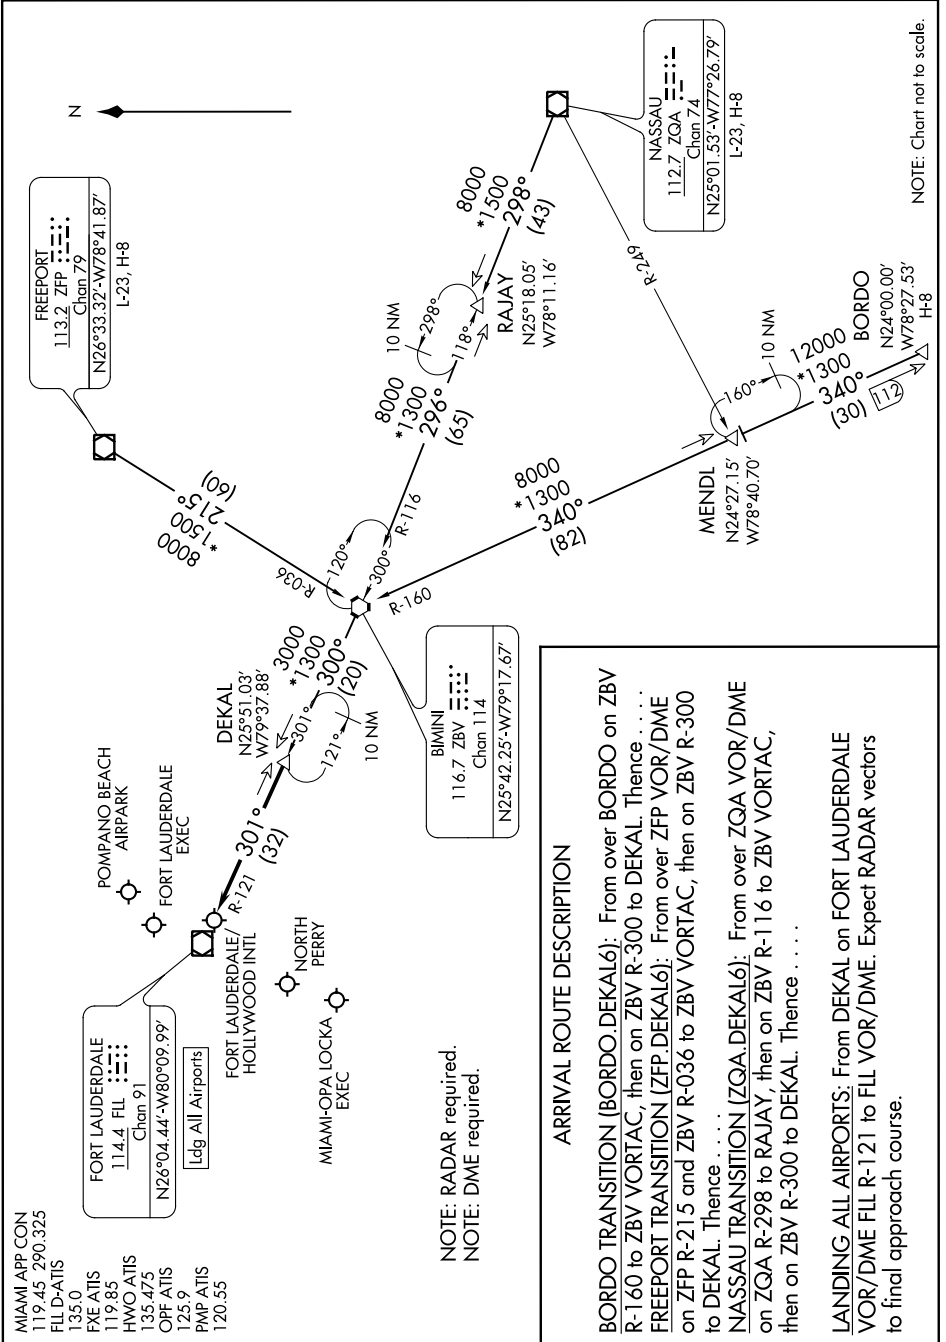 MIAMI APP CON
119.45 290.325
FLL D-ATIS
135.0
FXE ATIS
119.85
HWO ATIS
135.475
OPF ATIS
125.9
PMP ATIS
120.55
FORT LAUDERDALE
114.4 FLL
Chan 91
N26°04.44'-W80°09.99'
Ldg All Airports
POMPANO BEACH
AIRPARK
FORT LAUDERDALE
EXEC
FORT LAUDERDALE
HOLLYWOOD INTL
NORTH
PERRY
MIAMI-OPA LOCKA
EXEC
R-121
301°
(32)
DEKAL
N25°51.03'
W79°37.88'
301°
121°
10 NM
3000
*1300
300°
(20)
FREEPORT
113.2 ZFP
Chan 79
N26°33.32'-W78°41.87'
L-23, H-8
N
8000
*1500
215°
(60)
R-036
120°
300°
R-116
R-160
BIMINI
116.7 ZBV
Chan 114
N25°42.25'-W79°17.67'
8000
*1300
296°
(65)
10 NM
298°
118°
RAJAY
N25°18.05'
W78°11.16'
8000
*1500
298°
(43)
NASSAU
112.7 ZQA
Chan 74
N25°01.53'-W77°26.79'
L-23, H-8
R-249
8000
*1300
340°
(82)
MENDL
N24°27.15'
W78°40.70'
160°
10 NM
12000
*1300
340°
(30)
112
BORDO
N24°00.00'
W78°27.53'
H-8
NOTE: Chart not to scale.
NOTE: RADAR required.
NOTE: DME required.
ARRIVAL ROUTE DESCRIPTION
BORDO TRANSITION (BORDO.DEKAL6): From over BORDO on ZBV
R-160 to ZBV VORTAC, then on ZBV R-300 to DEKAL. Thence . . . .
FREEPORT TRANSITION (ZFP.DEKAL6): From over ZFP VOR/DME
on ZFP R-215 and ZBV R-036 to ZBV VORTAC, then on ZBV R-300
to DEKAL. Thence . . . .
NASSAU TRANSITION (ZQA.DEKAL6): From over ZQA VOR/DME
on ZQA R-298 to RAJAY, then on ZBV R-116 to ZBV VORTAC,
then on ZBV R-300 to DEKAL. Thence . . . .
LANDING ALL AIRPORTS: From DEKAL on FORT LAUDERDALE
VOR/DME FLL R-121 to FLL VOR/DME. Expect RADAR vectors
to final approach course.